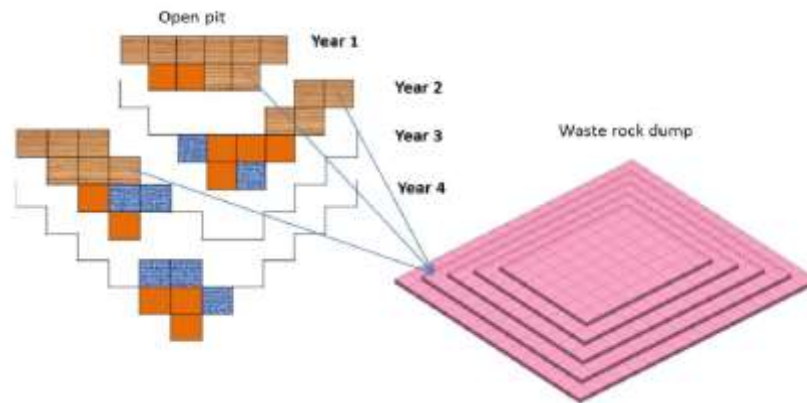 Open pit
Year 1
Year 2
Year 3
Waste rock dump
Year 4